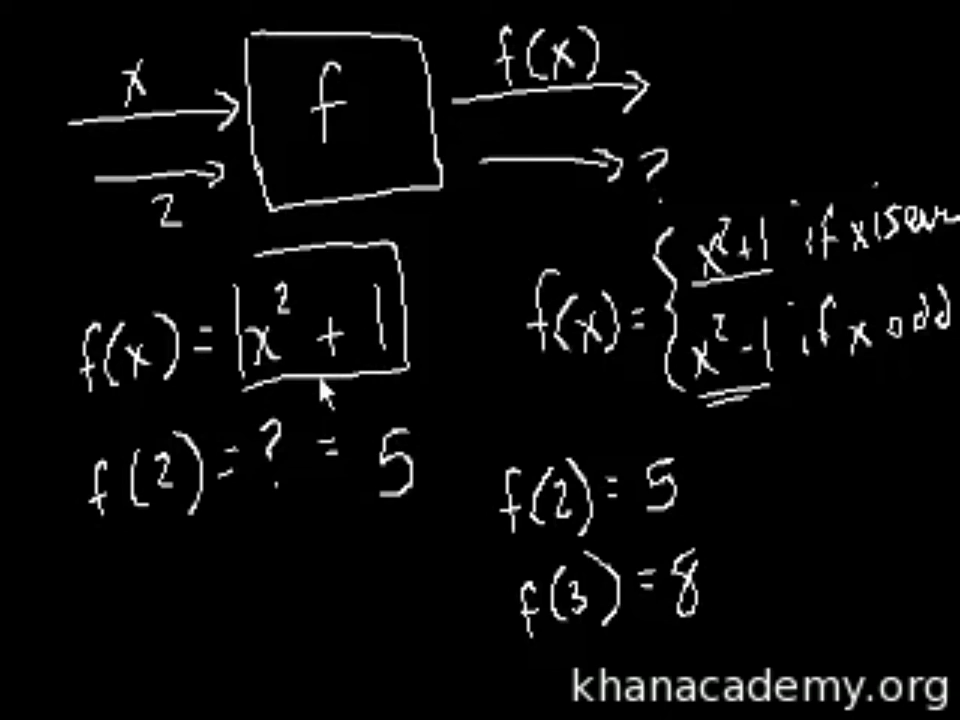 x
f
f(x)
2
?
f(x) = x² + 1
f(2) = ? = 5
f(x) = { x²+1 if x is even
x²-1 if x odd
f(2) = 5
f(3) = 8
khanacademy.org